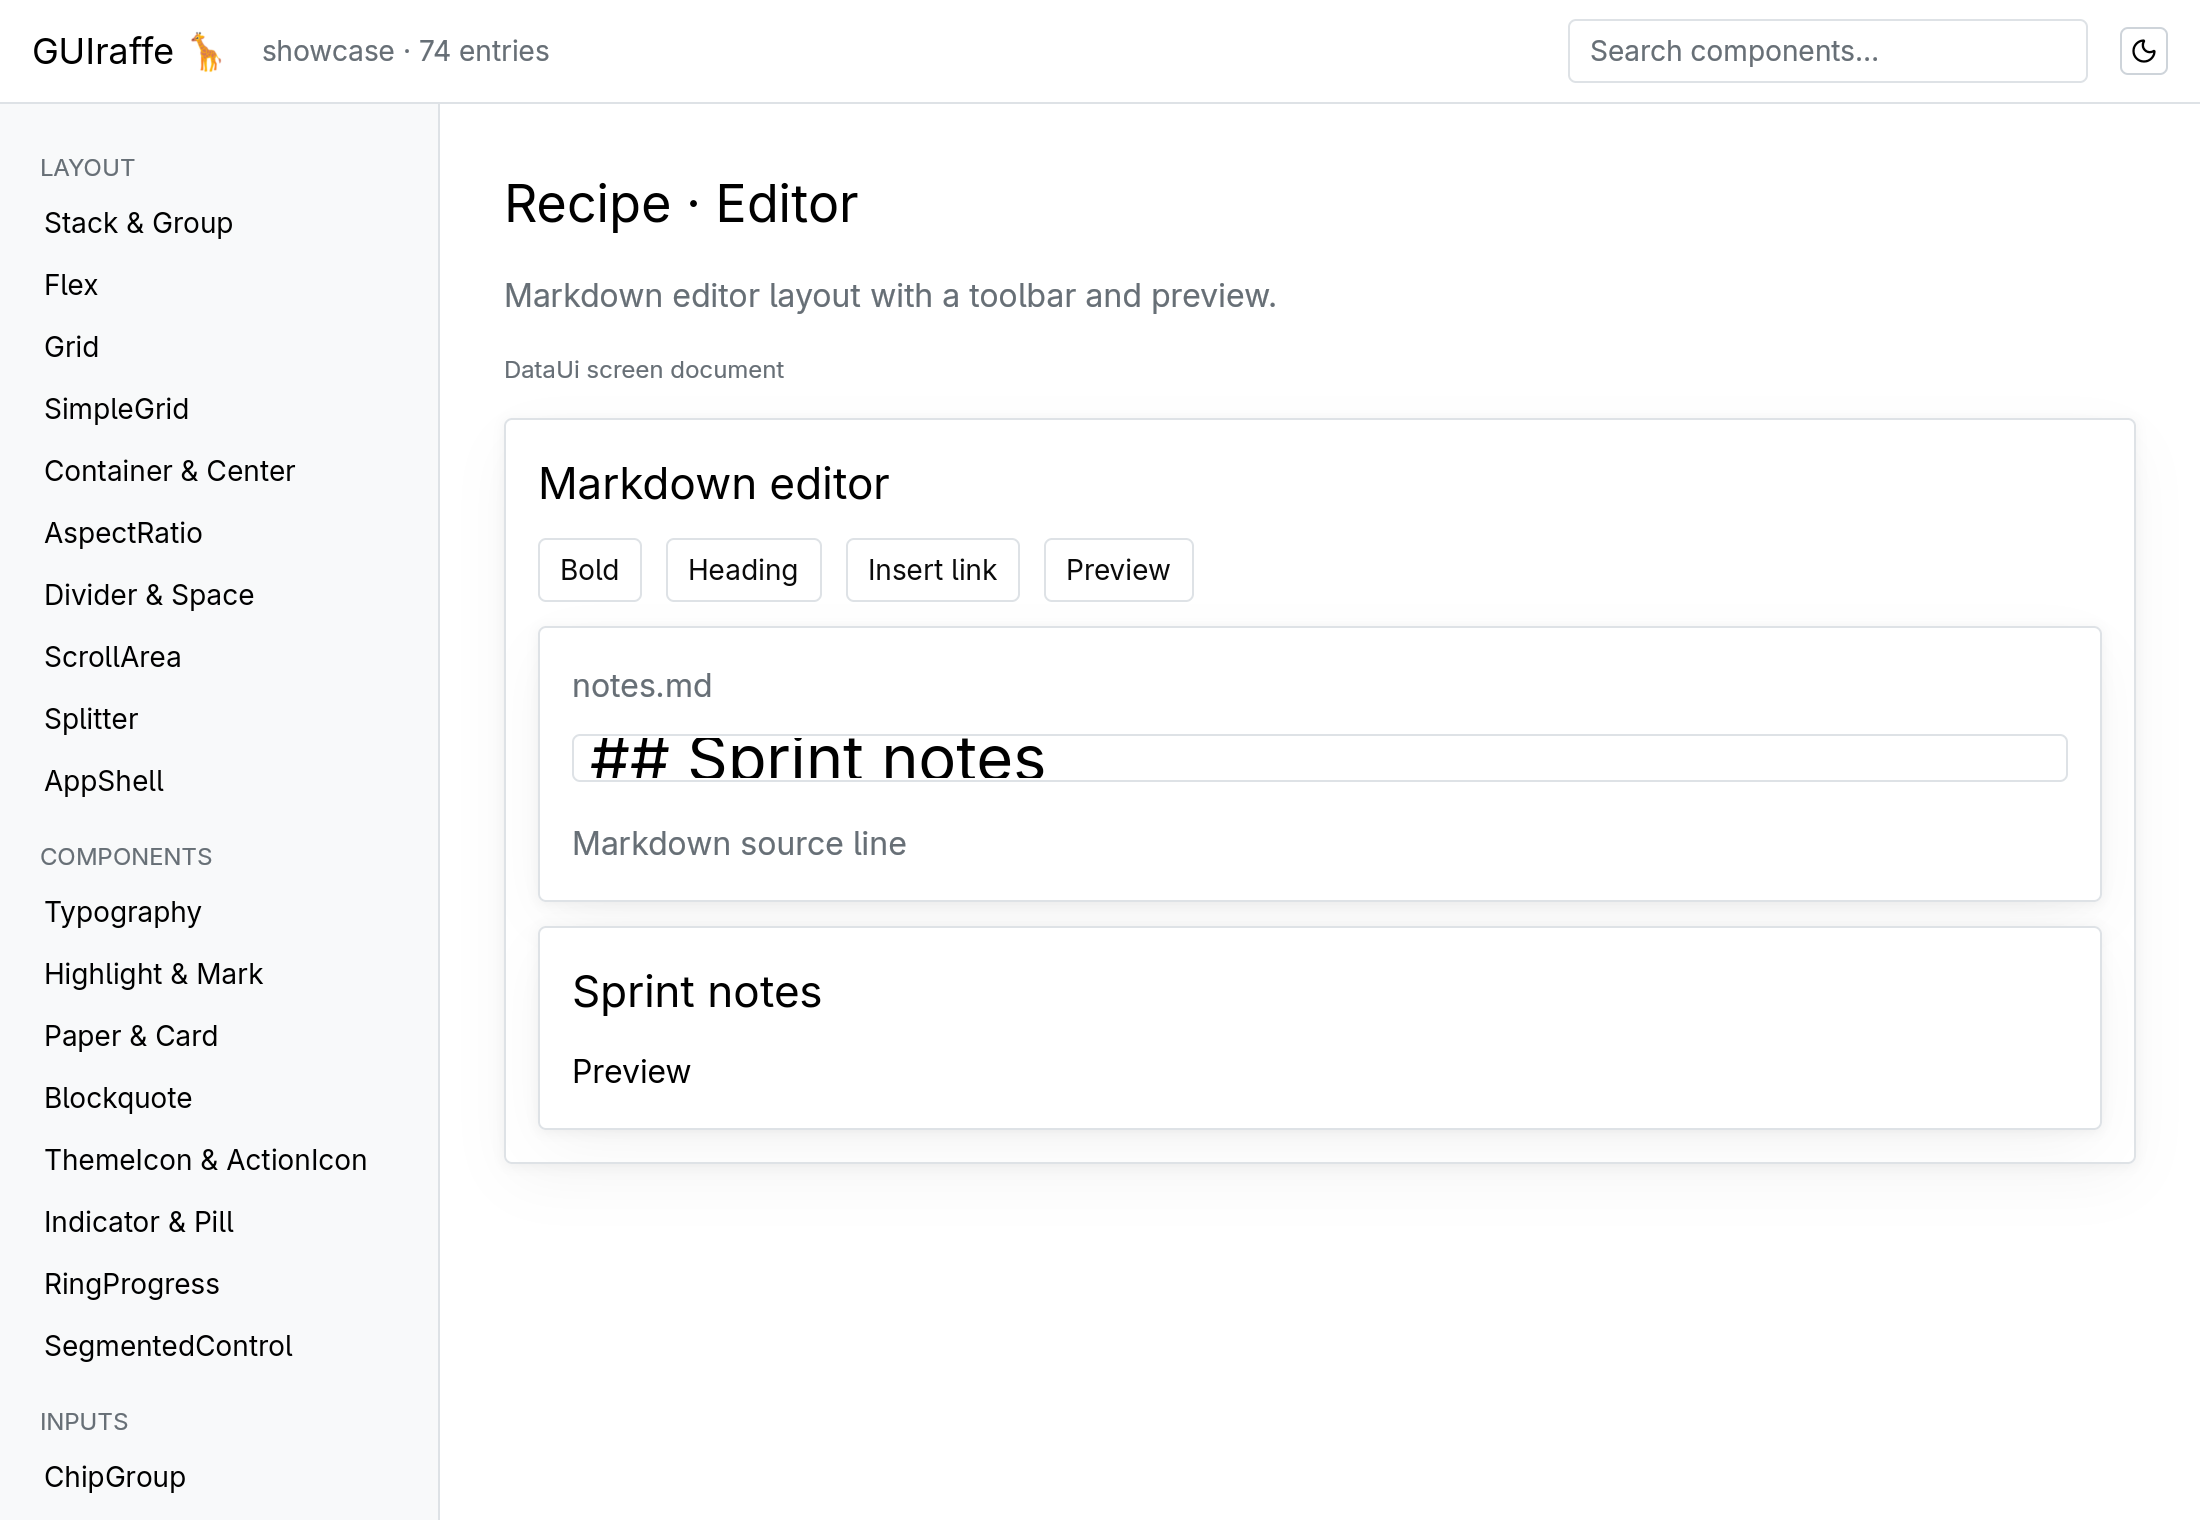 GUIraffe 🦒 showcase · 74 entries
Search components...
LAYOUT
Stack & Group
Flex
Grid
SimpleGrid
Container & Center
AspectRatio
Divider & Space
ScrollArea
Splitter
AppShell
COMPONENTS
Typography
Highlight & Mark
Paper & Card
Blockquote
ThemeIcon & ActionIcon
Indicator & Pill
RingProgress
SegmentedControl
INPUTS
ChipGroup
Recipe · Editor
Markdown editor layout with a toolbar and preview.
DataUi screen document
Markdown editor
Bold Heading Insert link Preview
notes.md
## Sprint notes
Markdown source line
Sprint notes
Preview